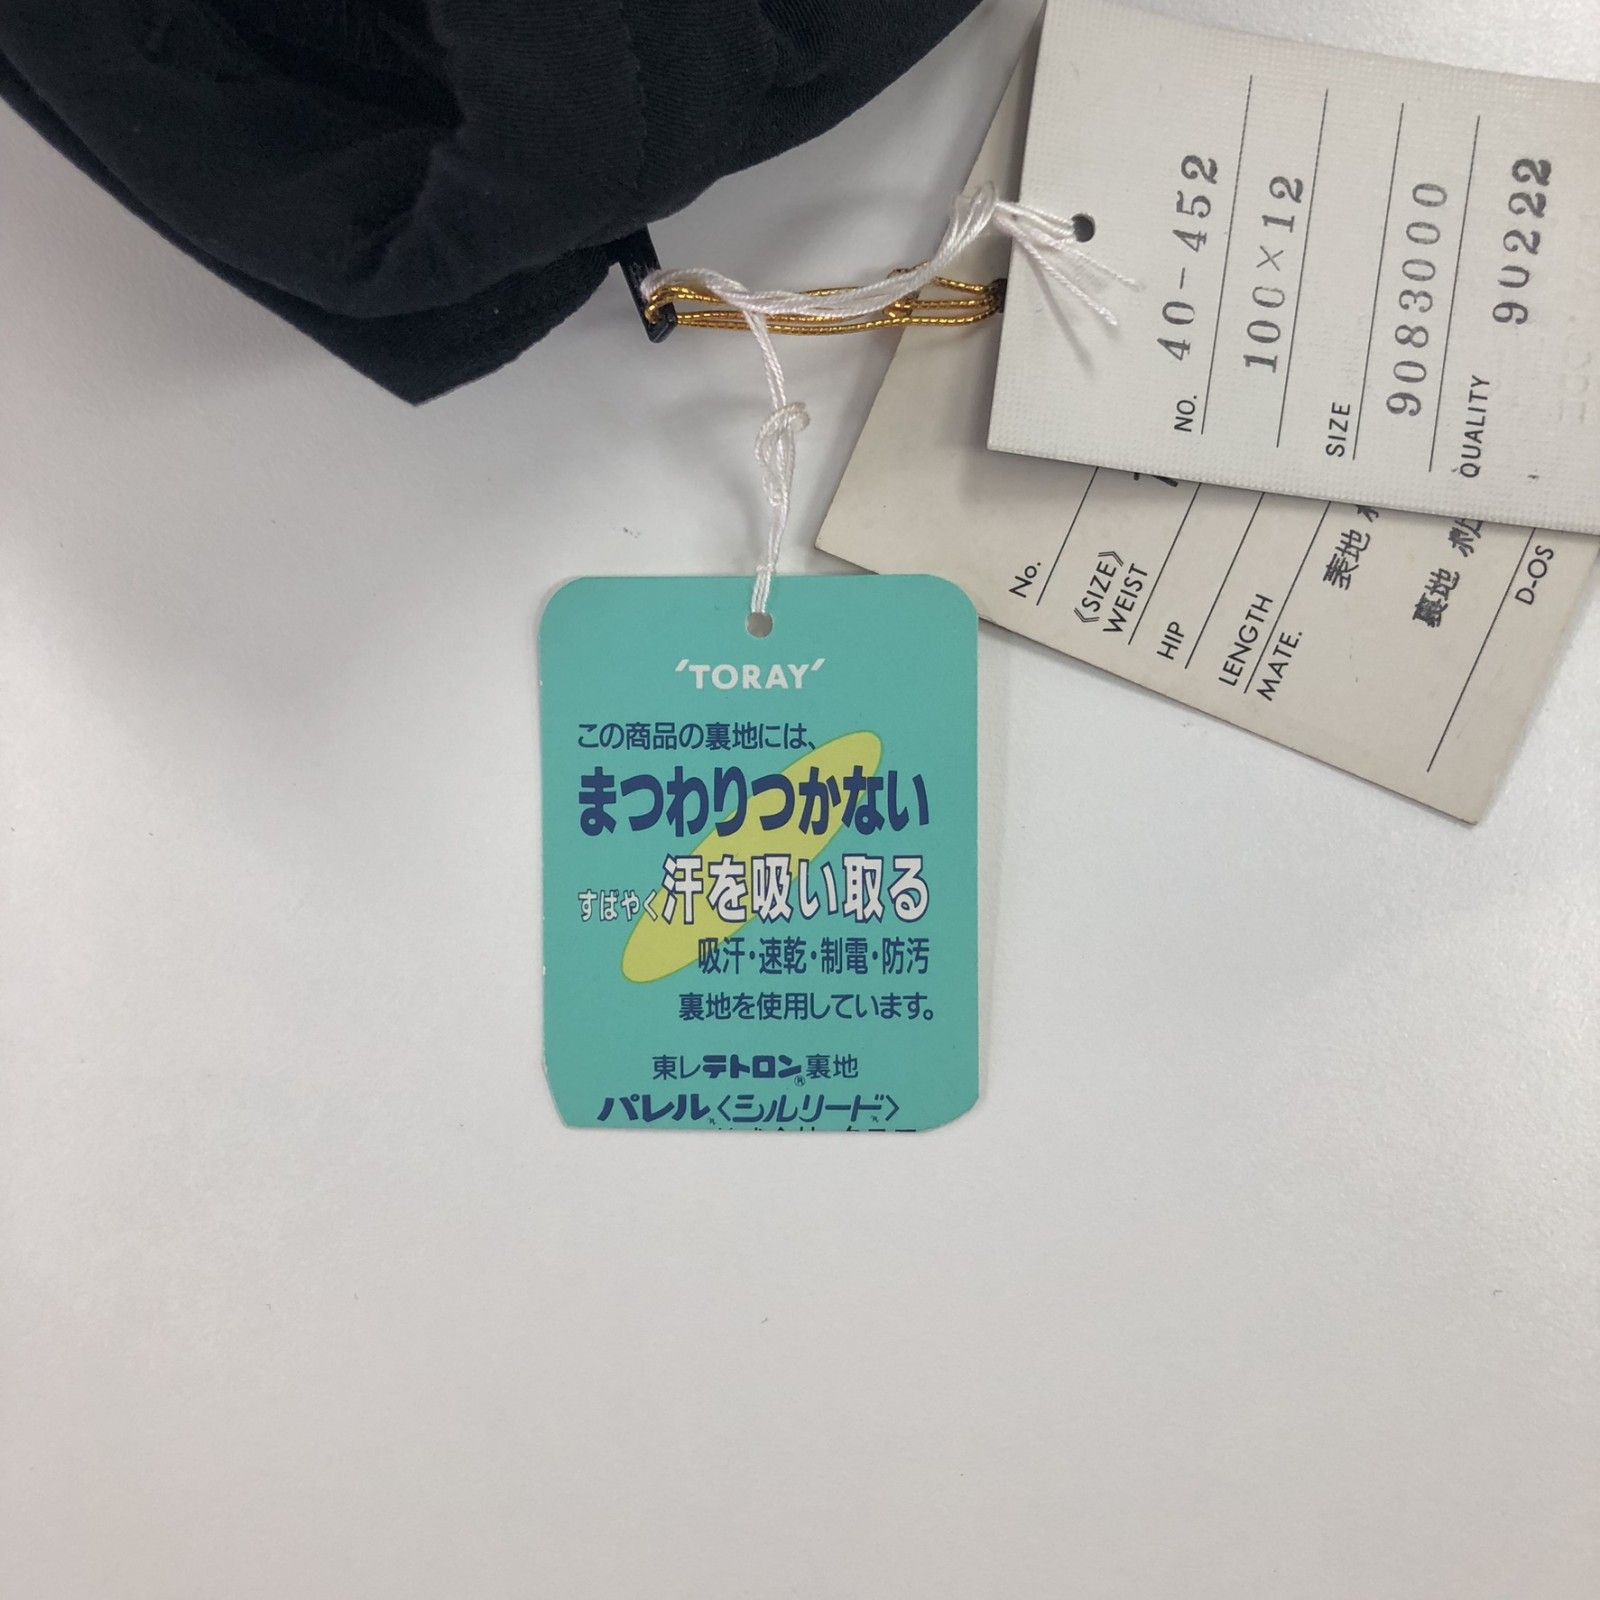 'TORAY'
この商品の裏地には、
まつわりつかない
すばやく汗を吸い取る
吸汗・速乾・制電・防汚
裏地を使用しています。
東レテトロン®裏地
パレル〈シルリード〉
NO. 40-452
100×12
SIZE
9083000
QUALITY
90222
No.
《SIZE》
WEIST
HIP
LENGTH
MATE.
表地
裏地
D-OS